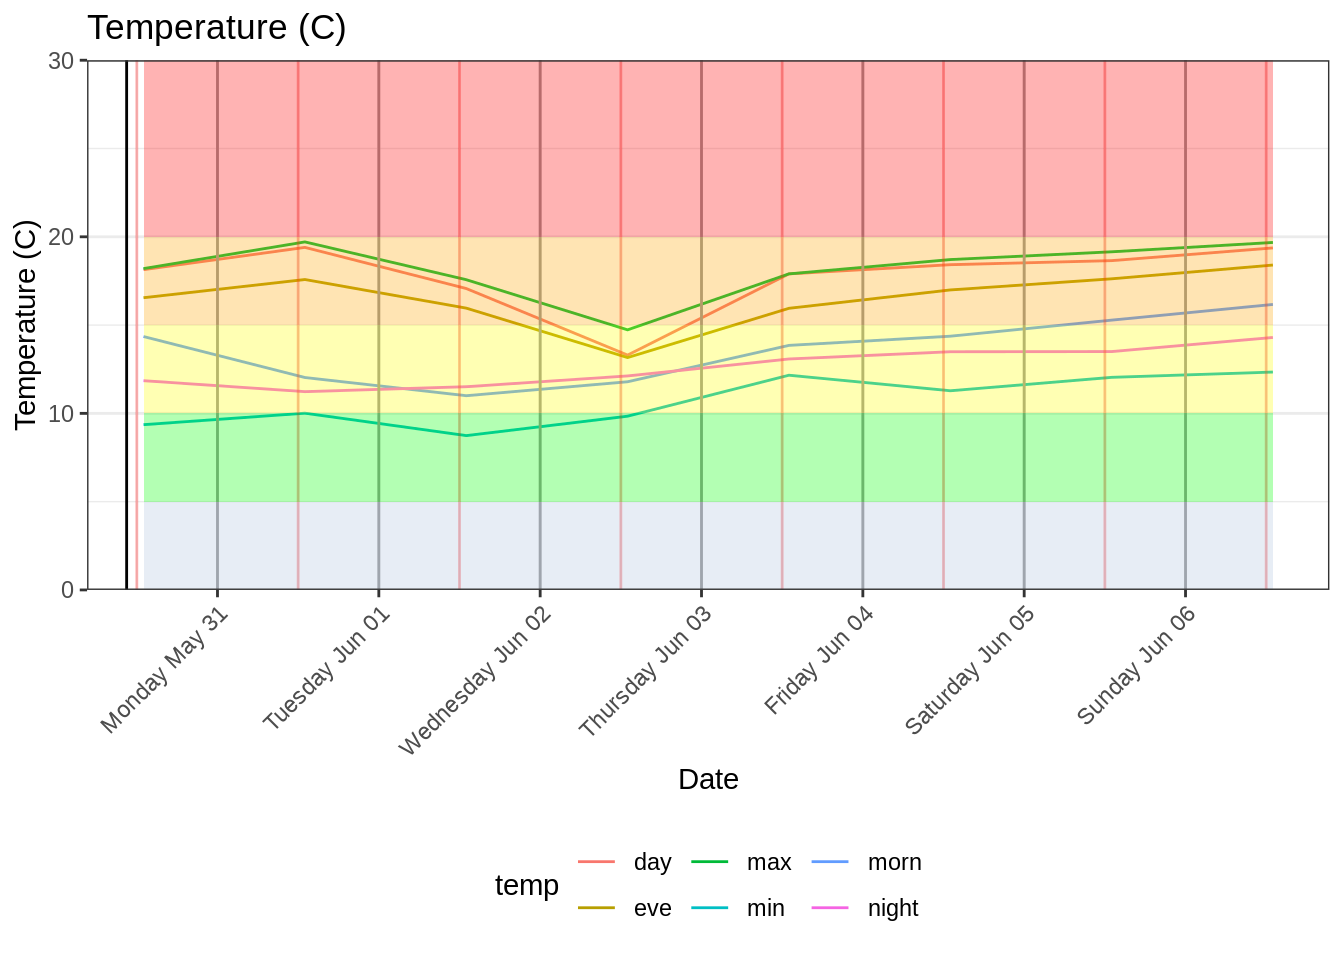 Temperature (C)
30
20
10
0
Temperature (C)
Monday May 31
Tuesday Jun 01
Wednesday Jun 02
Thursday Jun 03
Friday Jun 04
Saturday Jun 05
Sunday Jun 06
Date
temp
day max morn
eve min night